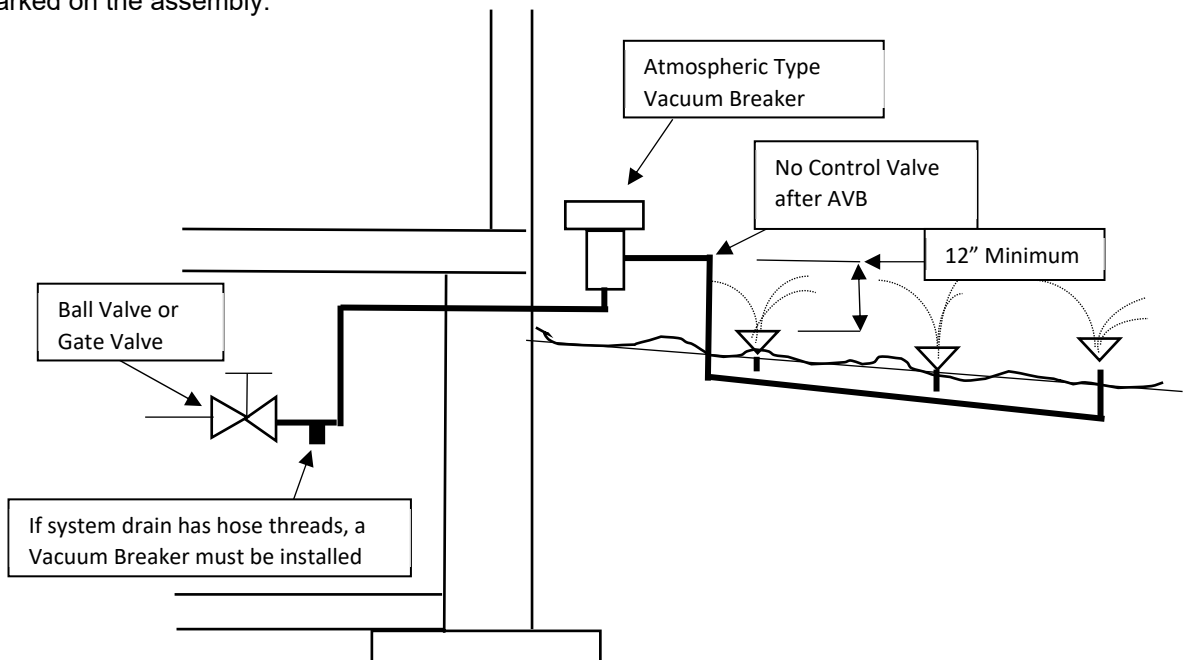 on the assembly.
Atmospheric Type
Vacuum Breaker
No Control Valve
after AVB
12” Minimum
Ball Valve or
Gate Valve
If system drain has hose threads, a
Vacuum Breaker must be installed